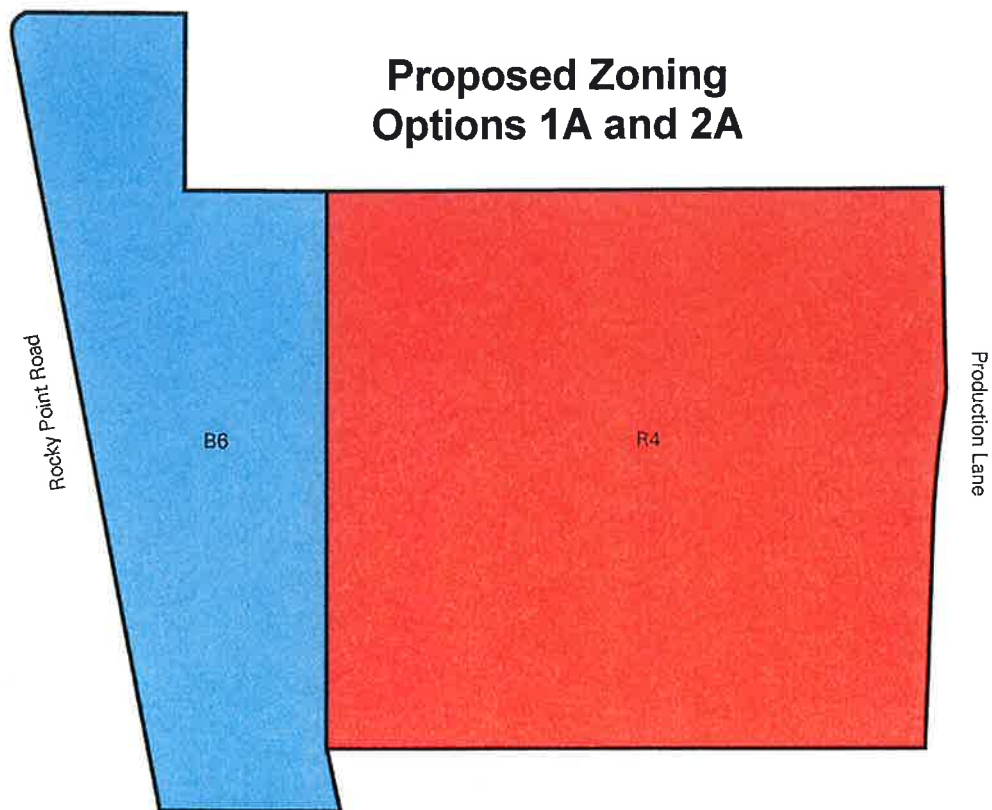 Proposed Zoning
Options 1A and 2A
Rocky Point Road
B6
R4
Production Lane